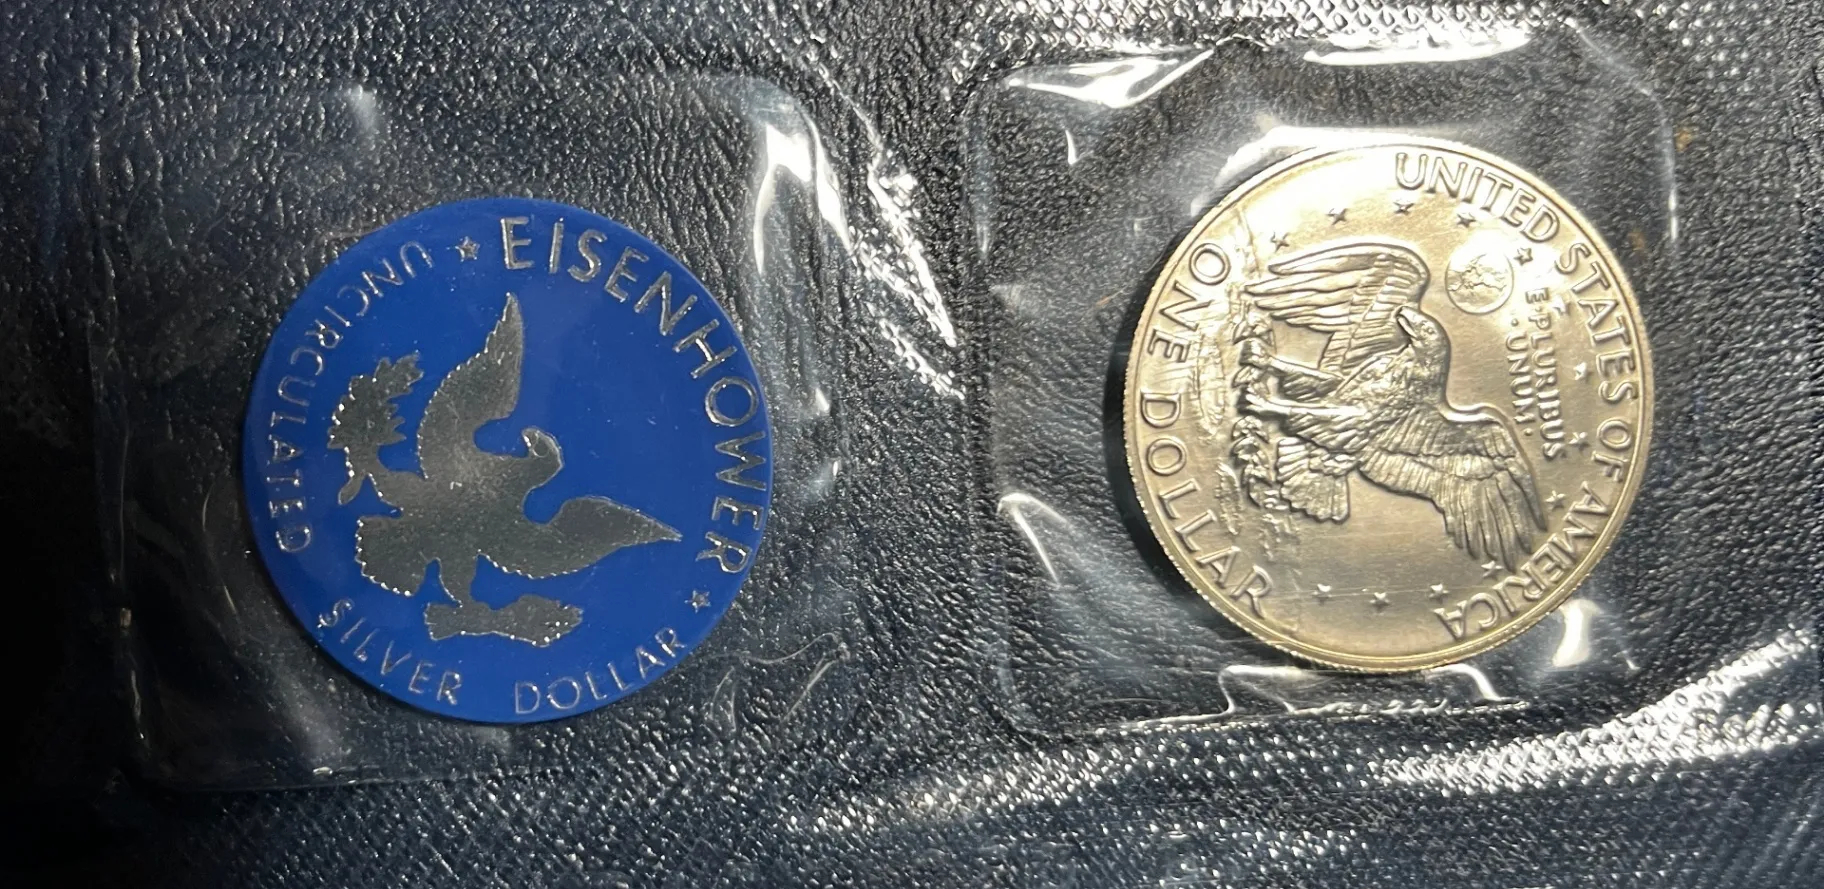 EISENHOWER
UNCIRCULATED
SILVER DOLLAR
UNITED STATES OF AMERICA
E·PLURIBUS
·UNUM·
ONE DOLLAR